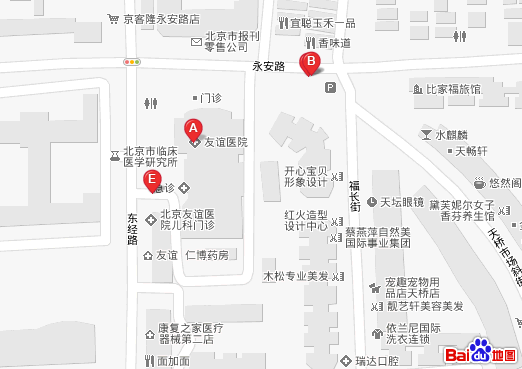 京客隆永安路店
宜聪玉禾一品
北京市报刊
零售公司
香味道
永安路
B
P
比家福旅馆
门诊
A
友谊医院
水麒麟
天畅轩
北京市临床
医学研究所
E
急诊
开心宝贝
形象设计
悠然阁
福长街
天坛眼镜
黛芙妮尔女子
香芬养生馆
北京友谊医
院儿科门诊
红火造型
设计中心
东经路
蔡燕萍自然美
国际事业集团
天桥市场斜街
友谊
仁博药房
木松专业美发
宠趣宠物用
品店天桥店
靓艺轩美容美发
康复之家医疗
器械第二店
依兰尼国际
洗衣连锁
面加面
瑞达口腔
Bai du 地图